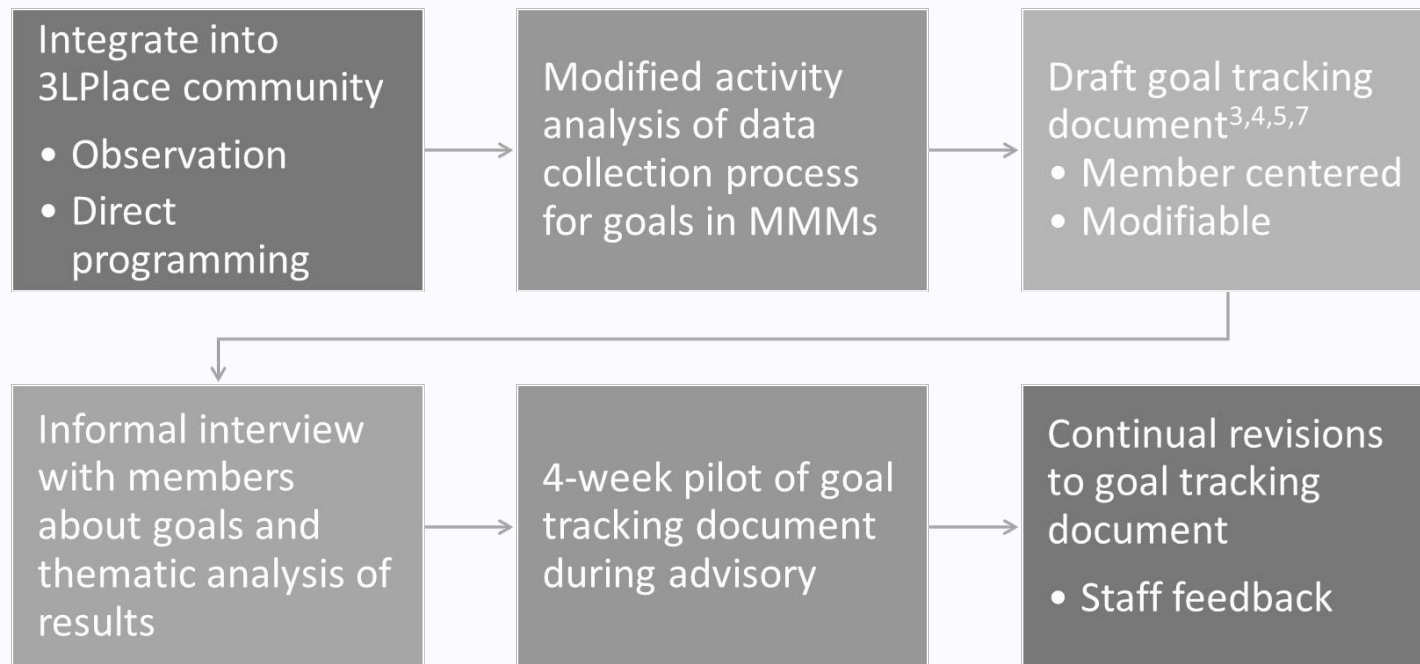 Integrate into
3LPlace community
• Observation
• Direct
programming
Modified activity
analysis of data
collection process
for goals in MMMs
Draft goal tracking
document3,4,5,7
• Member centered
• Modifiable
Informal interview
with members
about goals and
thematic analysis of
results
4-week pilot of goal
tracking document
during advisory
Continual revisions
to goal tracking
document
• Staff feedback